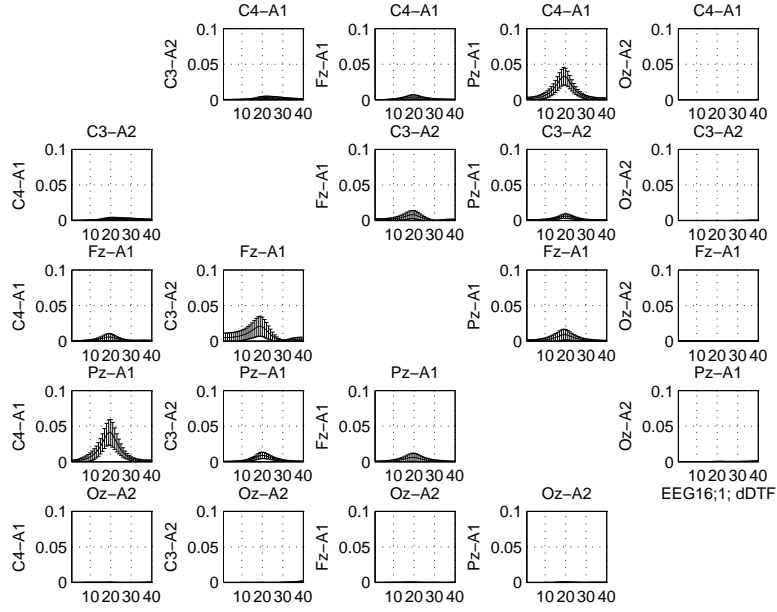 C4−A1 C4−A1 C4−A1 C4−A1
0.1 0.1 0.1 0.1
C3−A2 0.05 Fz−A1 0.05 Pz−A1 0.05 Oz−A2 0.05
0 0 0 0
10 20 30 40 10 20 30 40 10 20 30 40 10 20 30 40
C3−A2 C3−A2 C3−A2 C3−A2
0.1 0.1 0.1 0.1
C4−A1 0.05 Fz−A1 0.05 Pz−A1 0.05 Oz−A2 0.05
0 0 0 0
10 20 30 40 10 20 30 40 10 20 30 40 10 20 30 40
Fz−A1 Fz−A1 Fz−A1 Fz−A1
0.1 0.1 0.1 0.1
C4−A1 0.05 C3−A2 0.05 Pz−A1 0.05 Oz−A2 0.05
0 0 0 0
10 20 30 40 10 20 30 40 10 20 30 40 10 20 30 40
Pz−A1 Pz−A1 Pz−A1 Pz−A1
0.1 0.1 0.1 0.1
C4−A1 0.05 C3−A2 0.05 Fz−A1 0.05 Oz−A2 0.05
0 0 0 0
10 20 30 40 10 20 30 40 10 20 30 40 10 20 30 40
Oz−A2 Oz−A2 Oz−A2 Oz−A2 EEG16;1; dDTF
0.1 0.1 0.1 0.1
C4−A1 0.05 C3−A2 0.05 Fz−A1 0.05 Pz−A1 0.05
0 0 0 0
10 20 30 40 10 20 30 40 10 20 30 40 10 20 30 40